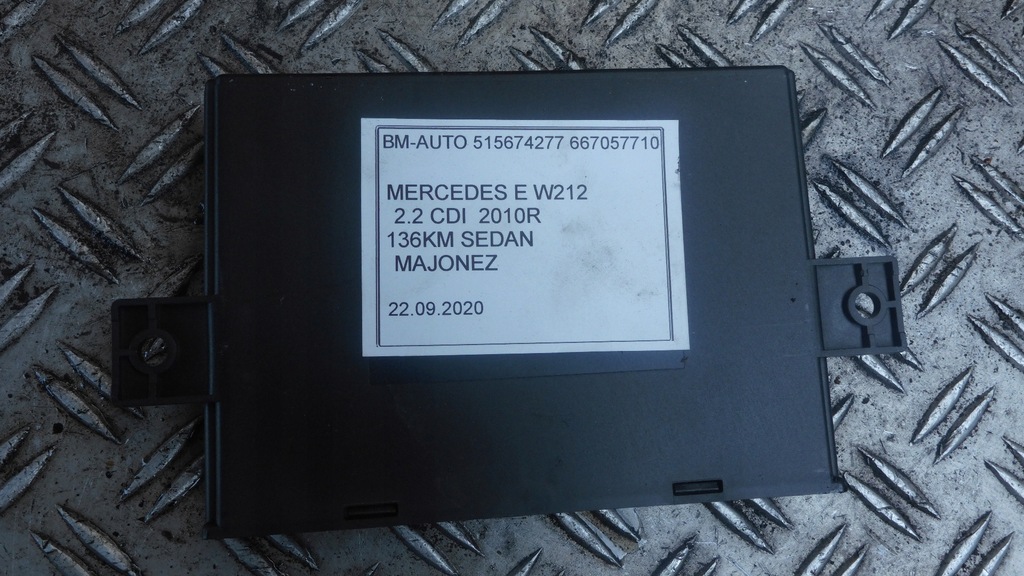 BM-AUTO 515674277 667057710
MERCEDES E W212
2.2 CDI 2010R
136KM SEDAN
MAJONEZ
22.09.2020